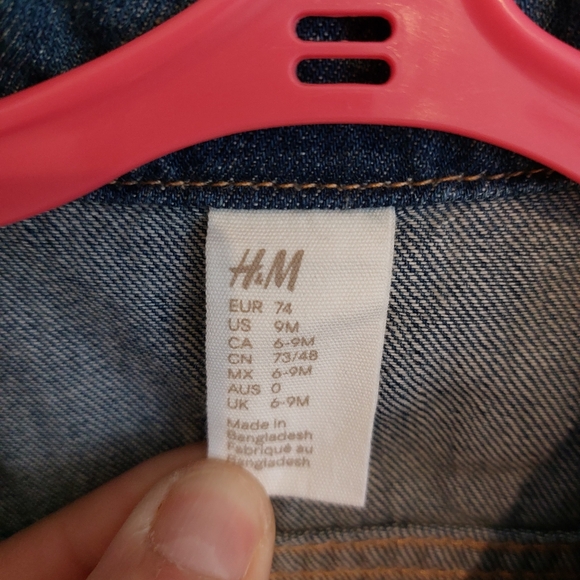 H&M
EUR 74
US 9M
CA 6-9M
CN 73/48
MX 6-9M
AUS 0
UK 6-9M
Made in
Bangladesh
Fabriqué au
Bangladesh